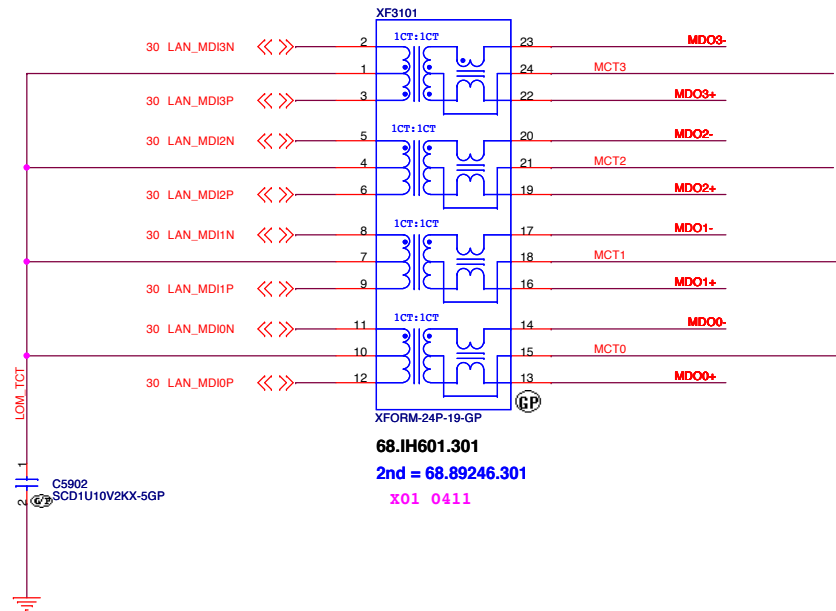 XF3101
1CT:1CT
30 LAN_MDI3N 2 23 MDO3-
1 24 MCT3
30 LAN_MDI3P 3 22 MDO3+
1CT:1CT
30 LAN_MDI2N 5 20 MDO2-
4 21 MCT2
30 LAN_MDI2P 6 19 MDO2+
1CT:1CT
30 LAN_MDI1N 8 17 MDO1-
7 18 MCT1
30 LAN_MDI1P 9 16 MDO1+
1CT:1CT
30 LAN_MDI0N 11 14 MDO0-
10 15 MCT0
30 LAN_MDI0P 12 13 MDO0+
GP
LOM_TCT
XFORM-24P-19-GP
68.IH601.301
2nd = 68.89246.301
X01 0411
1
C5902
SCD1U10V2KX-5GP
2
G/P